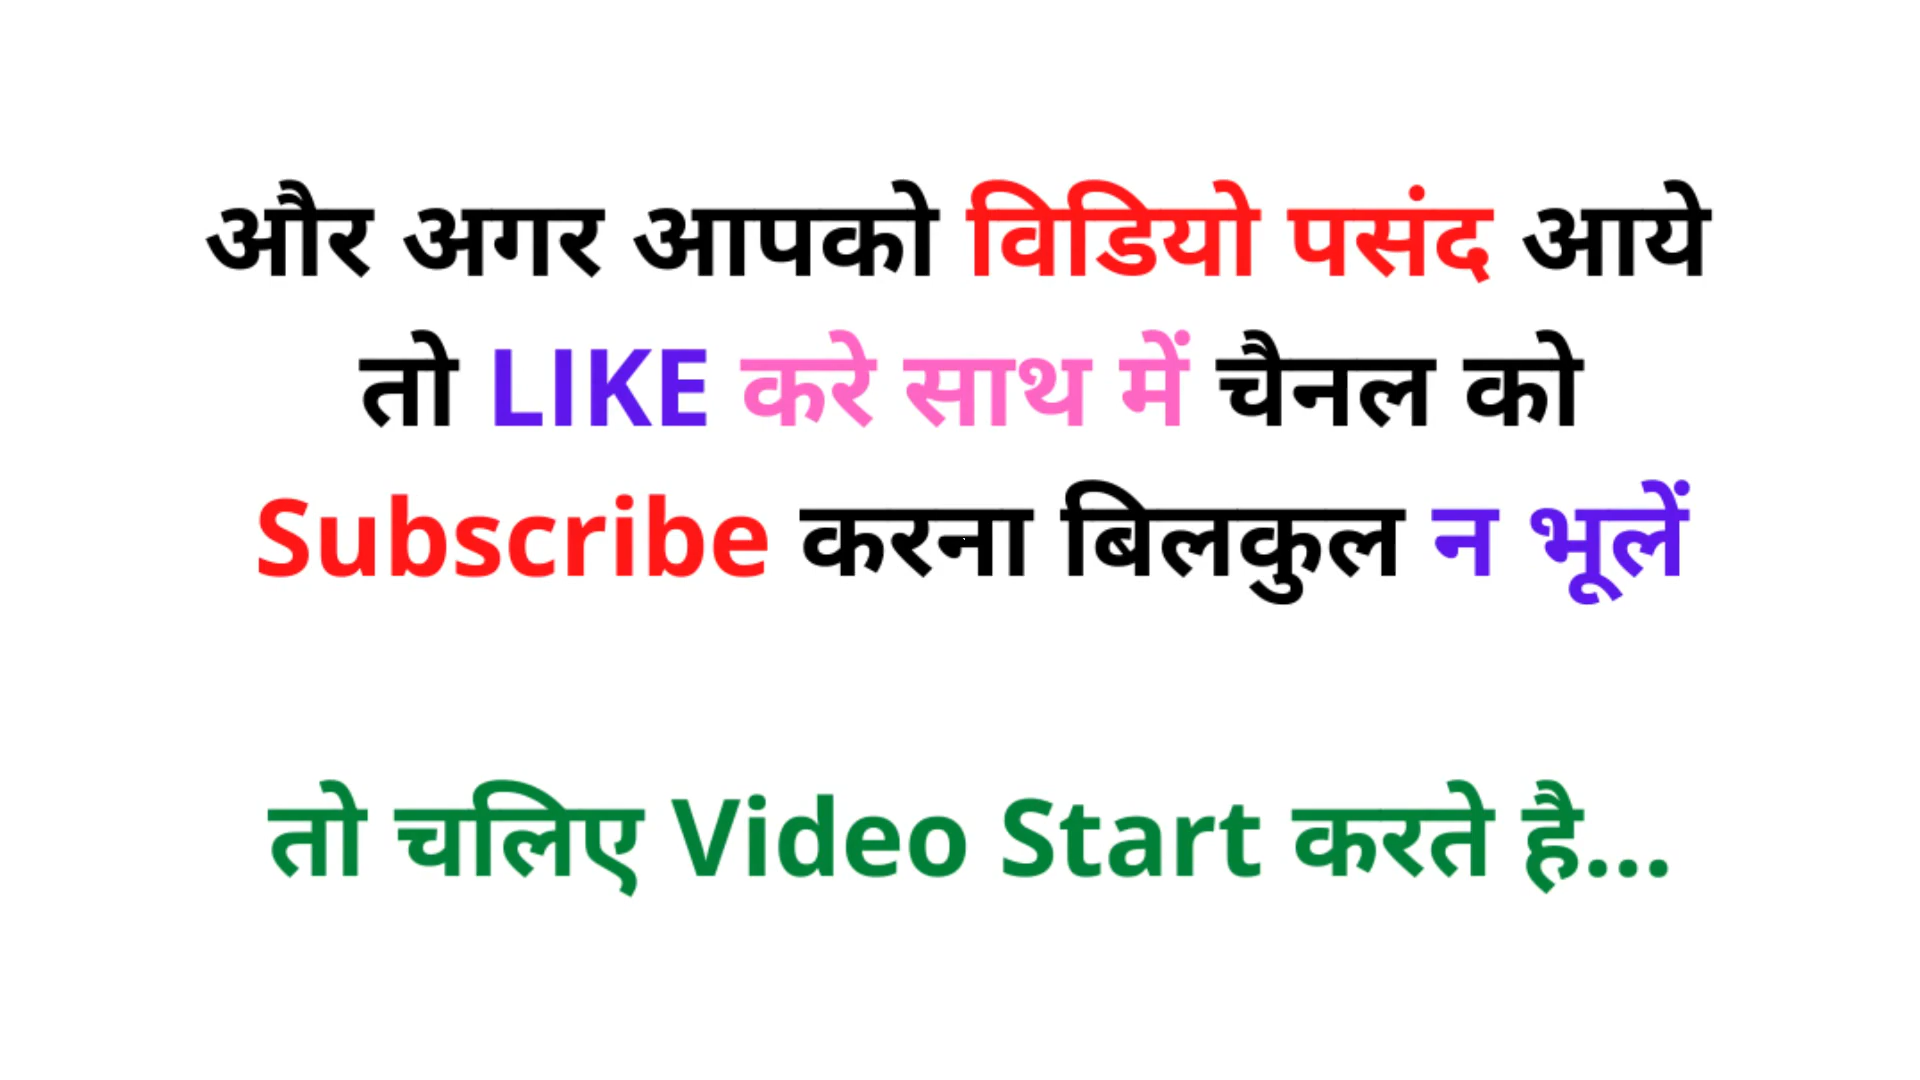 और अगर आपको विडियो पसंद आये
तो LIKE करे साथ में चैनल को
Subscribe करना बिलकुल न भूलें
तो चलिए Video Start करते है...